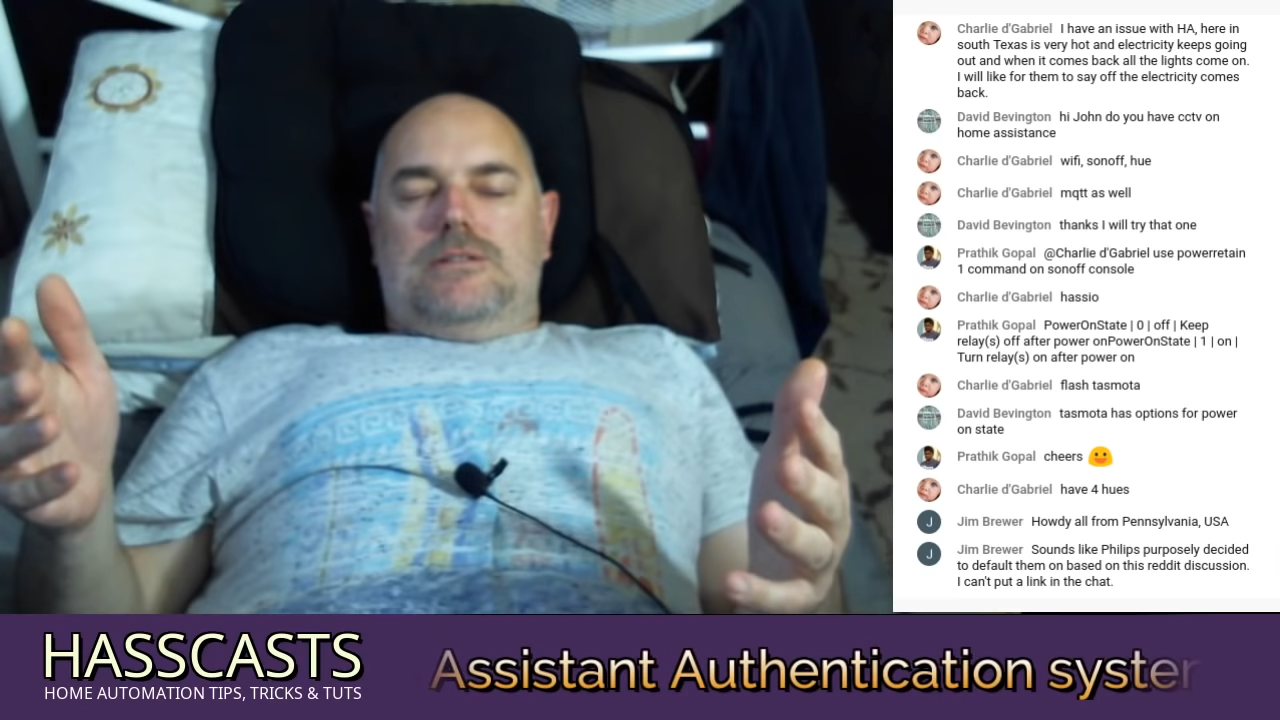 Charlie d'Gabriel I have an issue with HA, here in
south Texas is very hot and electricity keeps going
out and when it comes back all the lights come on.
I will like for them to say off the electricity comes
back.
David Bevington hi John do you have cctv on
home assistance
Charlie d'Gabriel wifi, sonoff, hue
Charlie d'Gabriel mqtt as well
David Bevington thanks I will try that one
Prathik Gopal @Charlie d'Gabriel use powerretain
1 command on sonoff console
Charlie d'Gabriel hassio
Prathik Gopal PowerOnState | 0 | off | Keep
relay(s) off after power onPowerOnState | 1 | on |
Turn relay(s) on after power on
Charlie d'Gabriel flash tasmota
David Bevington tasmota has options for power
on state
Prathik Gopal cheers
Charlie d'Gabriel have 4 hues
J Jim Brewer Howdy all from Pennsylvania, USA
J Jim Brewer Sounds like Philips purposely decided
to default them on based on this reddit discussion.
I can't put a link in the chat.
HASSCASTS
HOME AUTOMATION TIPS, TRICKS & TUTS
Assistant Authentication syster